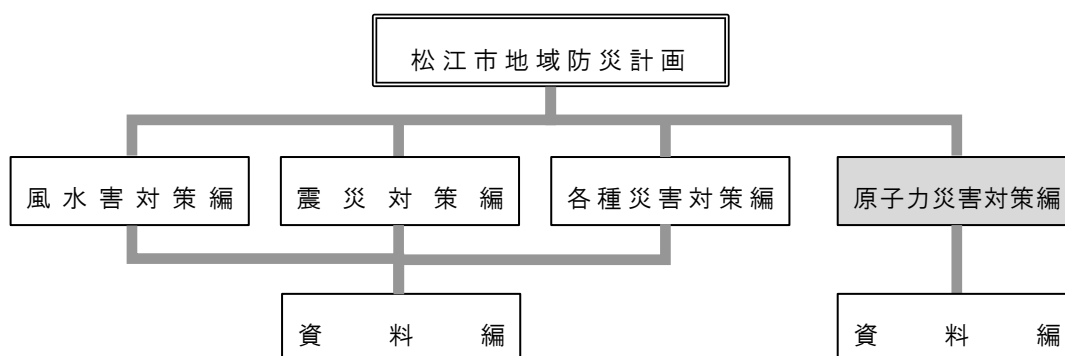 松江市地域防災計画
風水害対策編
震災対策編
各種災害対策編
原子力災害対策編
資料編
資料編